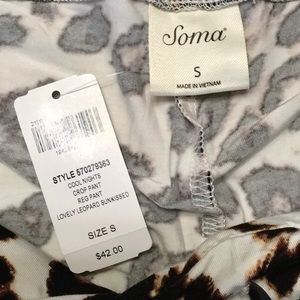 Soma
S
MADE IN VIETNAM
STYLE 570279363
COOL NIGHTS
CROP PANT
REG PANT
LOVELY LEOPARD SUNKISSED
SIZE S
$42.00